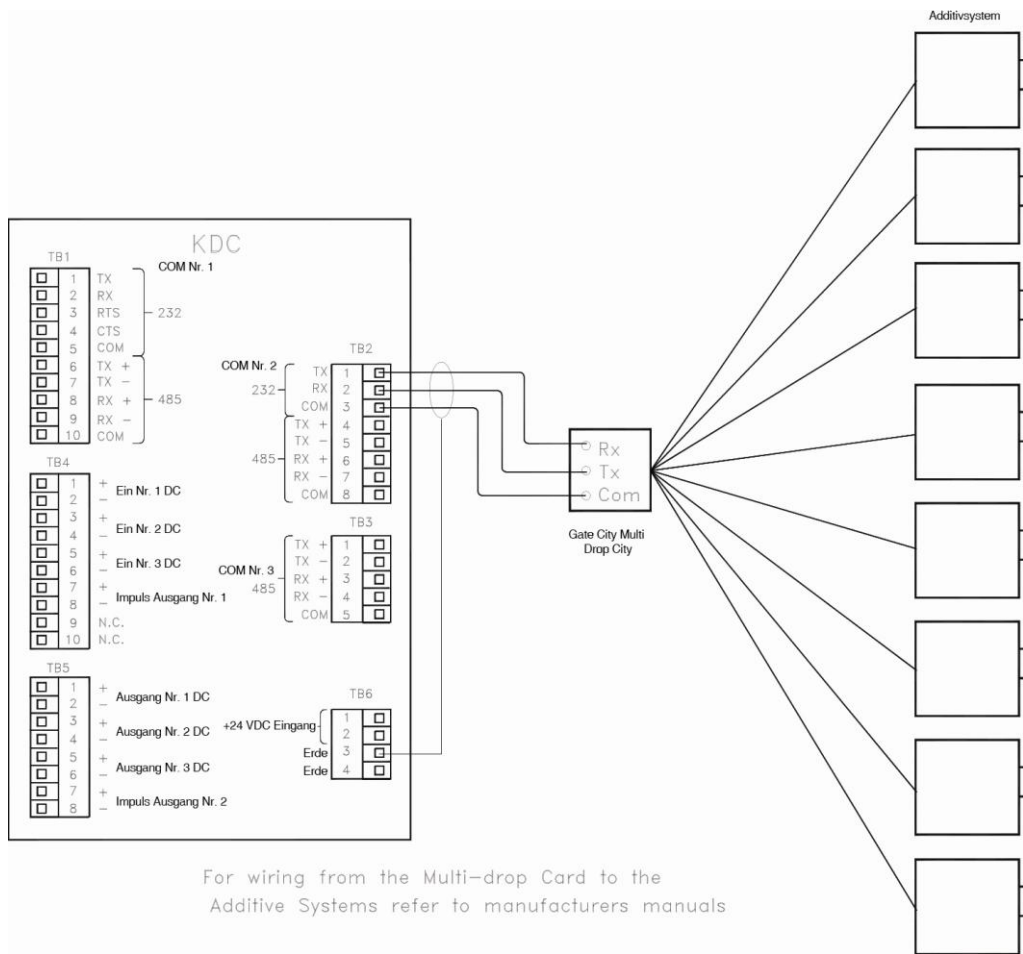 Additivsystem
KDC
TB1
COM Nr. 1
1 TX
2 RX
3 RTS
4 CTS
5 COM
232
6 TX +
7 TX -
8 RX +
9 RX -
10 COM
485
TB2
COM Nr. 2
TX 1
RX 2
COM 3
232
TX + 4
TX - 5
RX + 6
RX - 7
COM 8
485
Rx
Tx
Com
Gate City Multi
Drop City
TB4
1 +
2 -
Ein Nr. 1 DC
3 +
4 -
Ein Nr. 2 DC
5 +
6 -
Ein Nr. 3 DC
7 +
8 -
Impuls Ausgang Nr. 1
9 N.C.
10 N.C.
TB3
COM Nr. 3
485
TX + 1
TX - 2
RX + 3
RX - 4
COM 5
TB5
1 +
2 -
Ausgang Nr. 1 DC
3 +
4 -
Ausgang Nr. 2 DC
5 +
6 -
Ausgang Nr. 3 DC
7 +
8 -
Impuls Ausgang Nr. 2
TB6
+24 VDC Eingang
1
2
Erde 3
Erde 4
For wiring from the Multi-drop Card to the
Additive Systems refer to manufacturers manuals